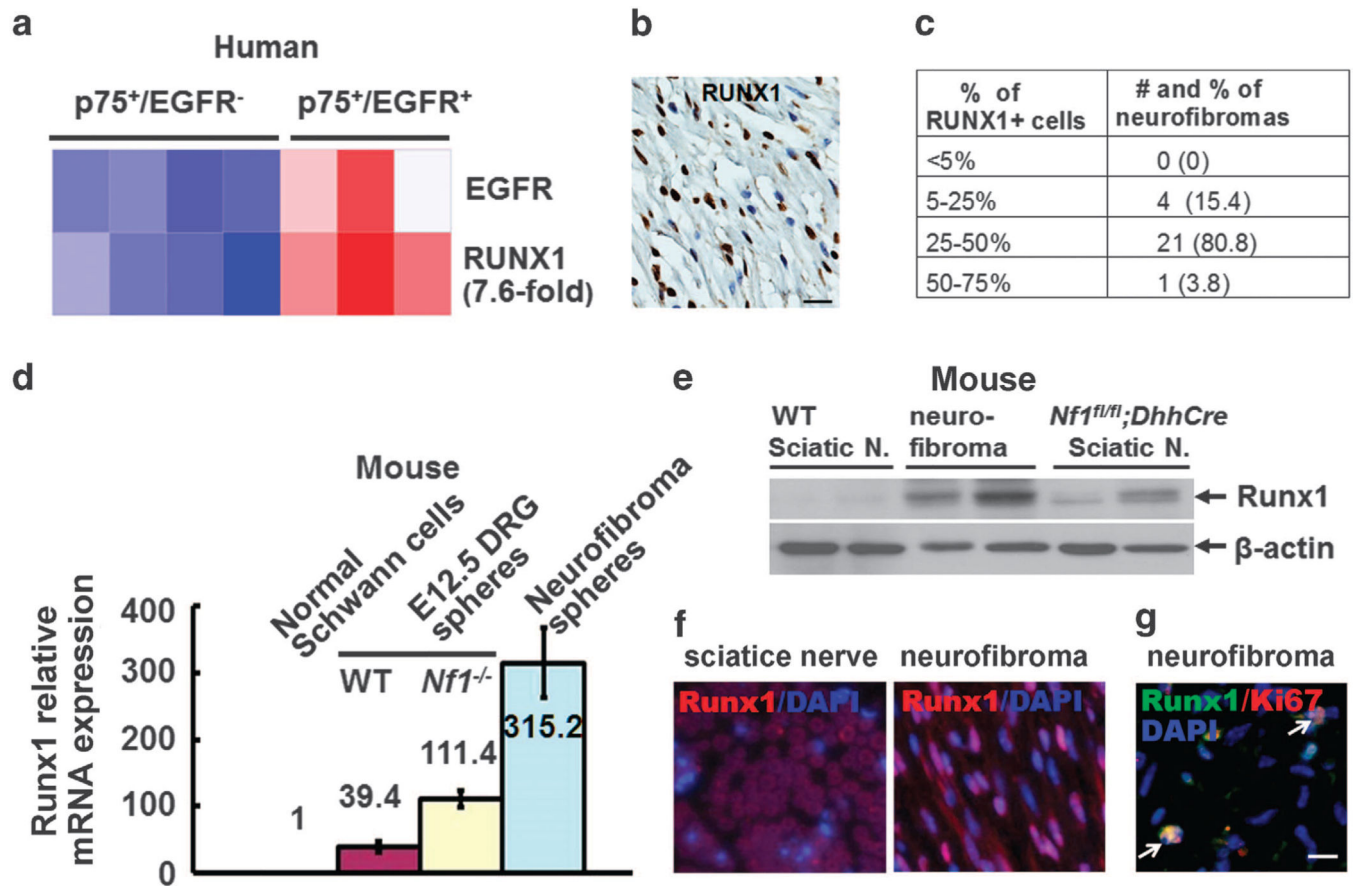 a
Human
p75+/EGFR- p75+/EGFR+
EGFR
RUNX1
(7.6-fold)
b
RUNX1
c
% of
RUNX1+ cells
# and % of
neurofibromas
<5% 0 (0)
5-25% 4 (15.4)
25-50% 21 (80.8)
50-75% 1 (3.8)
d
Mouse
Runx1 relative
mRNA expression
400
300
200
100
0
Normal
Schwann cells
E12.5 DRG
spheres
Neurofibroma
spheres
WT Nf1-/-
1
39.4
111.4
315.2
e
Mouse
WT
Sciatic N.
neuro-
fibroma
Nf1fl/fl;DhhCre
Sciatic N.
Runx1
β-actin
f
sciatice nerve
Runx1/DAPI
neurofibroma
Runx1/DAPI
g
neurofibroma
Runx1/Ki67
DAPI